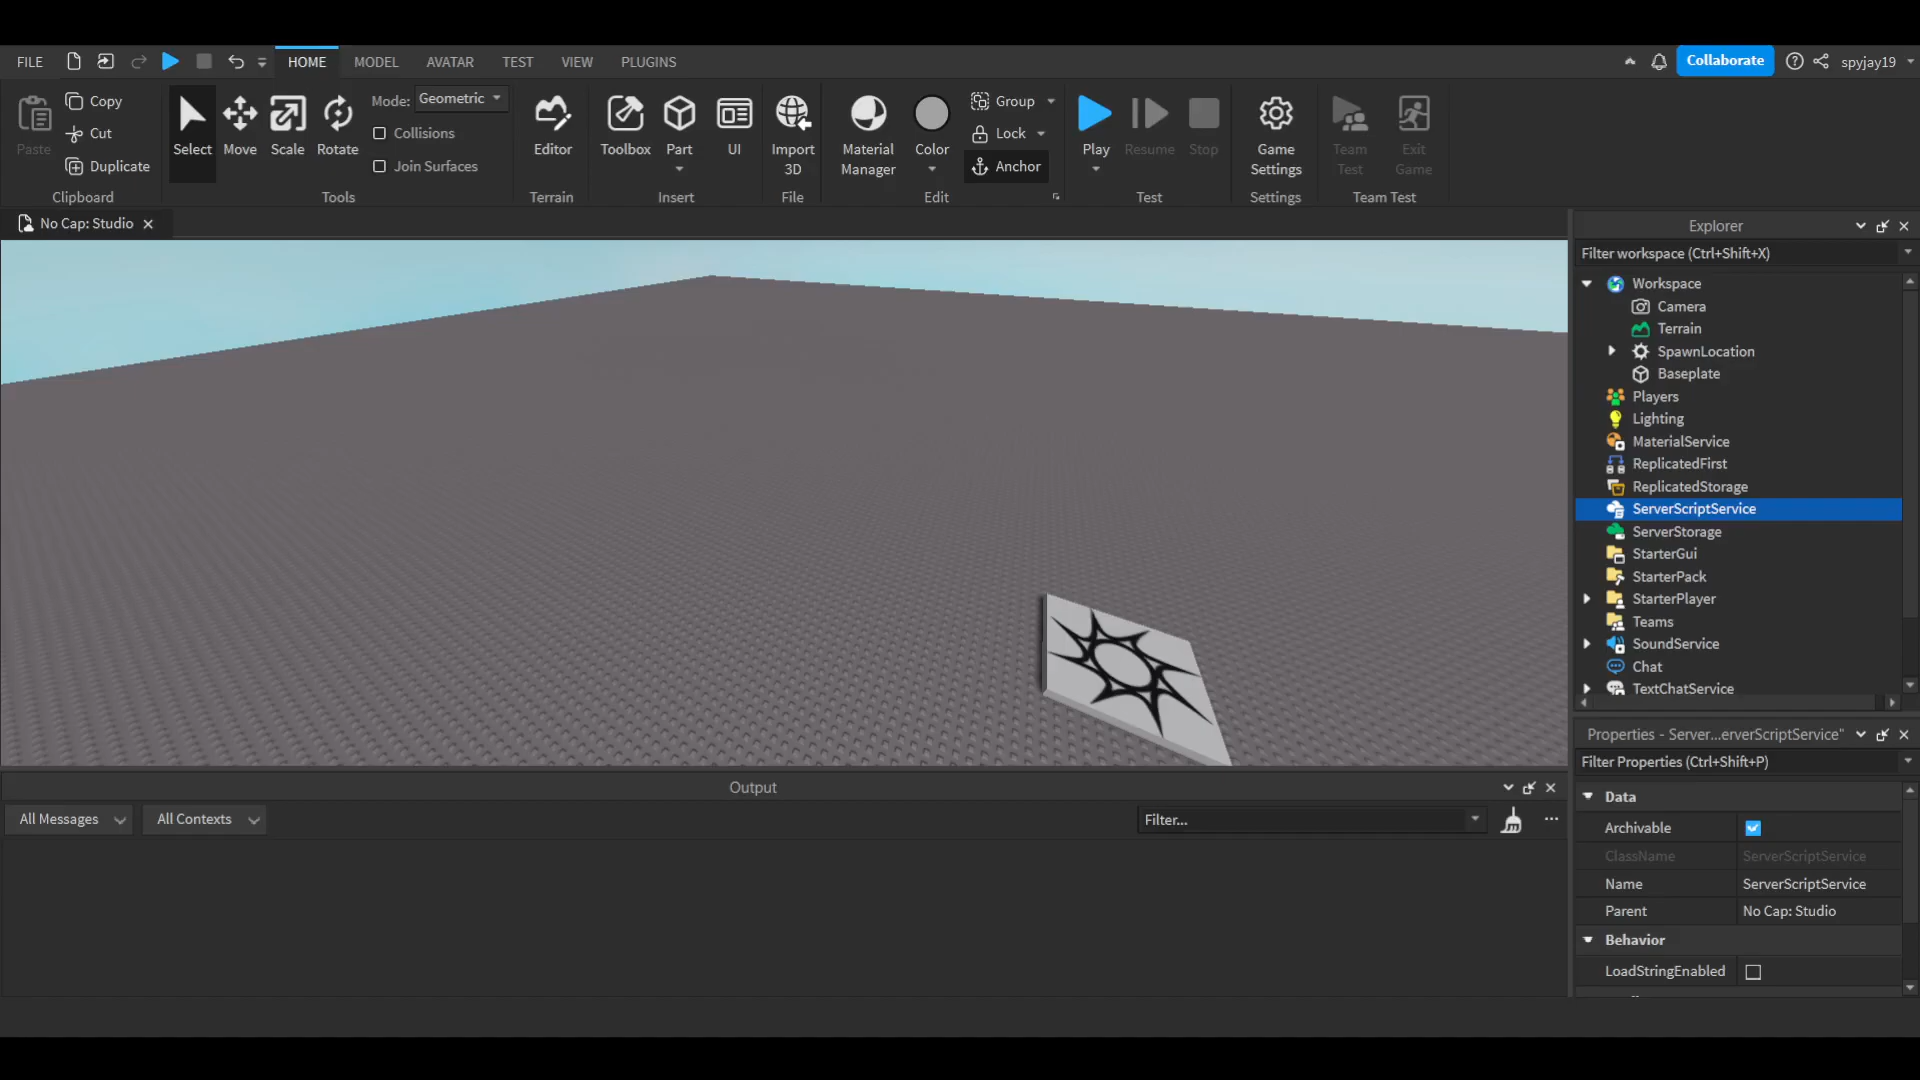 FILE HOME MODEL AVATAR TEST VIEW PLUGINS Collaborate spyjay19
Copy Mode: Geometric Group
Cut Collisions Lock
Paste Select Move Scale Rotate Editor Toolbox Part UI Import 3D Material Manager Color Play Resume Stop Game Settings Team Test Exit Game
Duplicate Join Surfaces Anchor
Clipboard Tools Terrain Insert File Edit Test Settings Team Test
No Cap: Studio
Explorer
Filter workspace (Ctrl+Shift+X)
Workspace
Camera
Terrain
SpawnLocation
Baseplate
Players
Lighting
MaterialService
ReplicatedFirst
ReplicatedStorage
ServerScriptService
ServerStorage
StarterGui
StarterPack
StarterPlayer
Teams
SoundService
Chat
TextChatService
Properties - Server...erverScriptService"
Filter Properties (Ctrl+Shift+P)
Data
Archivable
ClassName ServerScriptService
Name ServerScriptService
Parent No Cap: Studio
Behavior
LoadStringEnabled
Output
All Messages All Contexts Filter...